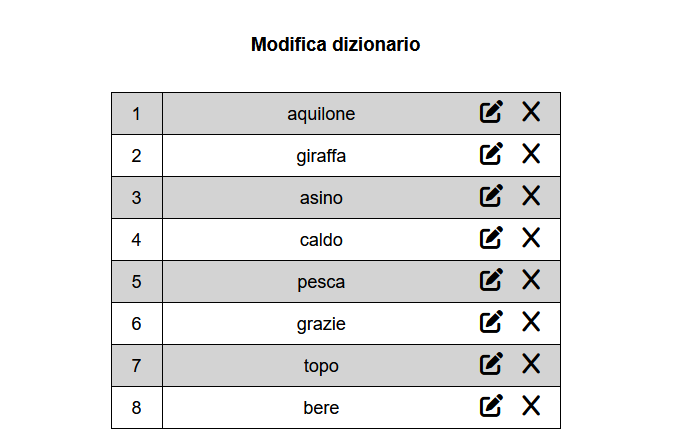 Modifica dizionario
1 aquilone
2 giraffa
3 asino
4 caldo
5 pesca
6 grazie
7 topo
8 bere